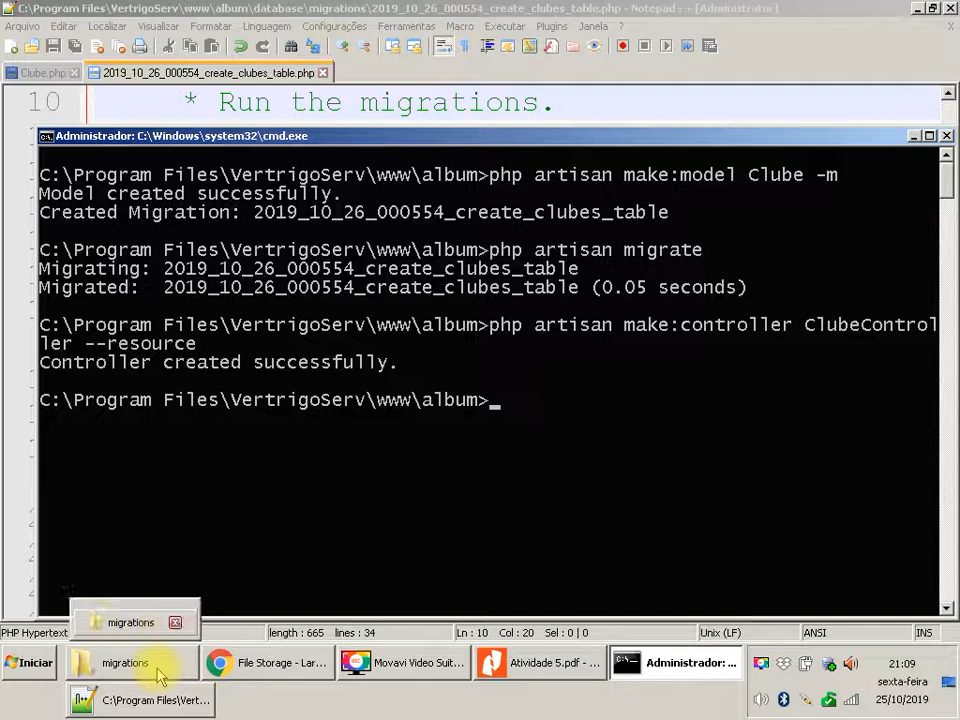 C:\Program Files\VertrigoServ\www\album\database\migrations\2019_10_26_000554_create_clubes_table.php - Notepad++ [Administrador]
Arquivo Editar Localizar Visualizar Formatar Linguagem Configurações Ferramentas Macro Executar Plugins Janela ?
X
Clube.php 2019_10_26_000554_create_clubes_table.php
10 * Run the migrations.
Administrador: C:\Windows\system32\cmd.exe
C:\Program Files\VertrigoServ\www\album>php artisan make:model Clube -m
Model created successfully.
Created Migration: 2019_10_26_000554_create_clubes_table
C:\Program Files\VertrigoServ\www\album>php artisan migrate
Migrating: 2019_10_26_000554_create_clubes_table
Migrated:  2019_10_26_000554_create_clubes_table (0.05 seconds)
C:\Program Files\VertrigoServ\www\album>php artisan make:controller ClubeControl
ler --resource
Controller created successfully.
C:\Program Files\VertrigoServ\www\album>_
migrations
PHP Hypertext length : 665 lines : 34 Ln : 10 Col : 20 Sel : 0 | 0 Unix (LF) ANSI INS
Iniciar migrations File Storage - Lar... Movavi Video Suit... Atividade 5.pdf - ... Administrador: ...
C:\Program Files\Vert...
21:09
sexta-feira
25/10/2019